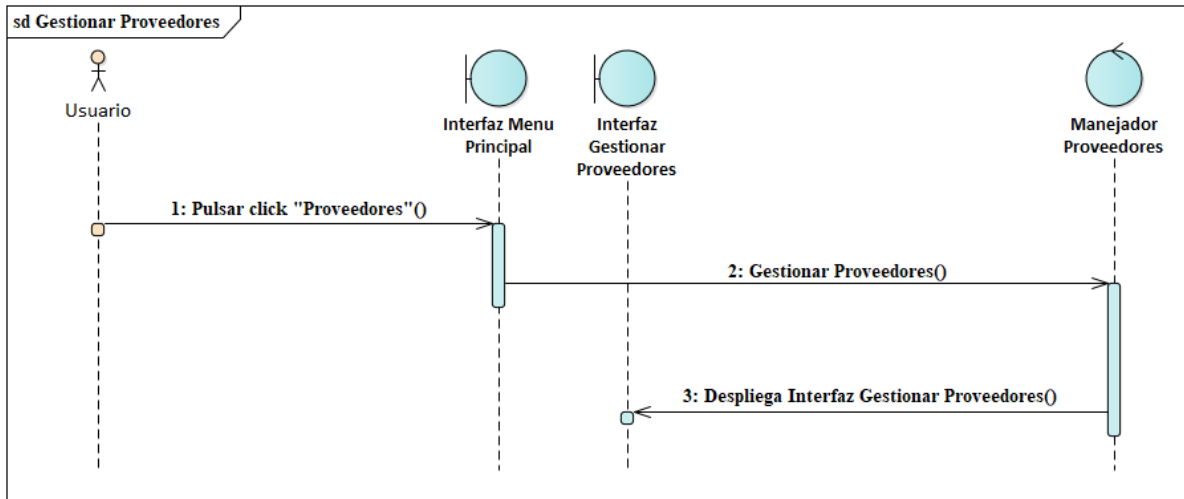 sd Gestionar Proveedores
Usuario
Interfaz Menu
Principal
Interfaz
Gestionar
Proveedores
Manejador
Proveedores
1: Pulsar click "Proveedores"()
2: Gestionar Proveedores()
3: Despliega Interfaz Gestionar Proveedores()